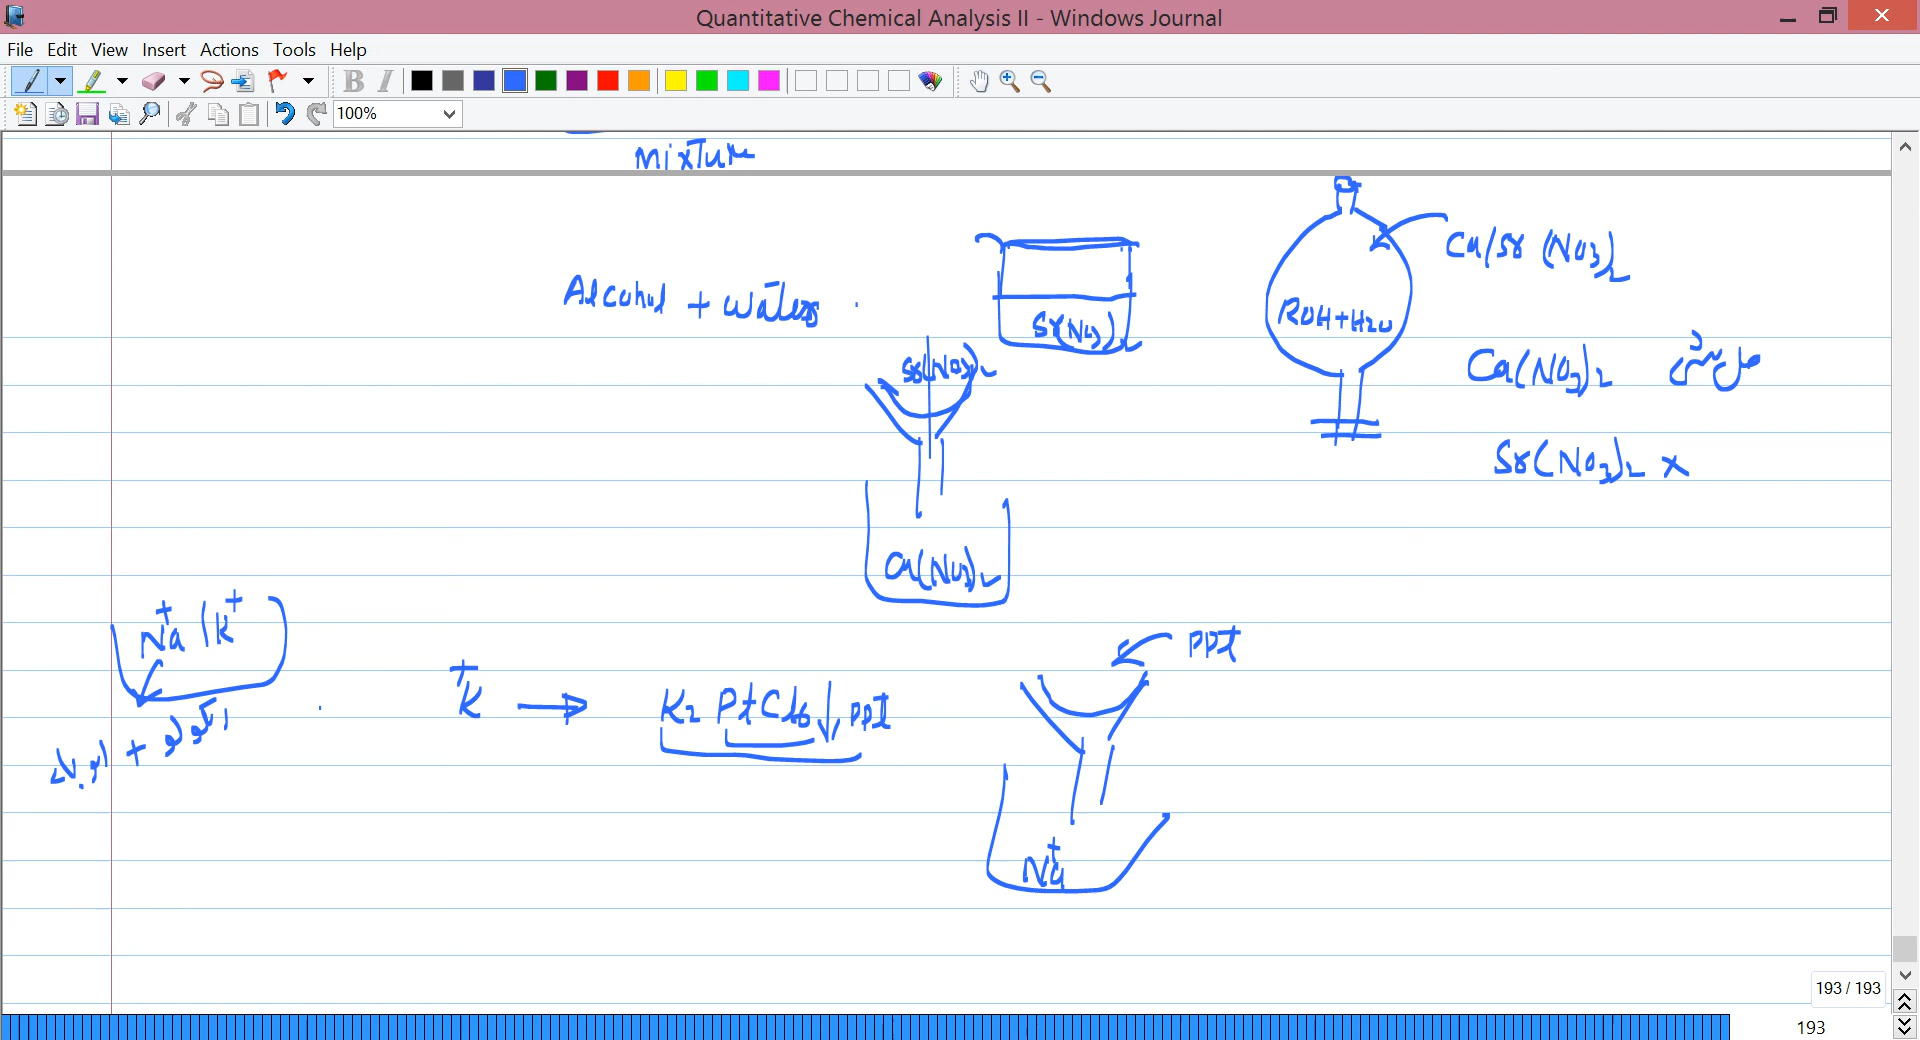 Quantitative Chemical Analysis II - Windows Journal
File Edit View Insert Actions Tools Help
100%
Mixture
Ca/Sr (NO3)2
Alcohol + Water
Sr(NO3)2
ROH+H2O
Sr(NO3)2
Ca(NO3)2
Sr(NO3)2 x
Ca(NO3)2
Na+ / K+
ppt
K+ → K2PtCl6↓ ppt
الکوحل +
Na+
193 / 193
193